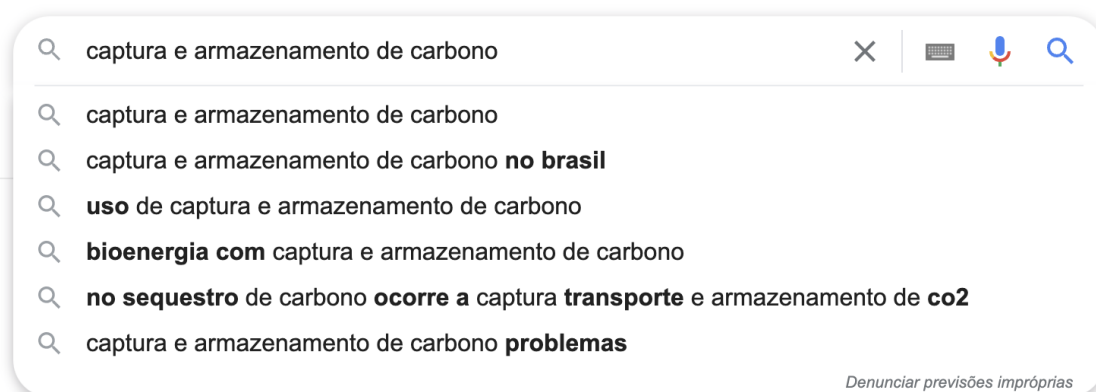 captura e armazenamento de carbono
captura e armazenamento de carbono
captura e armazenamento de carbono no brasil
uso de captura e armazenamento de carbono
bioenergia com captura e armazenamento de carbono
no sequestro de carbono ocorre a captura transporte e armazenamento de co2
captura e armazenamento de carbono problemas
Denunciar previsões impróprias